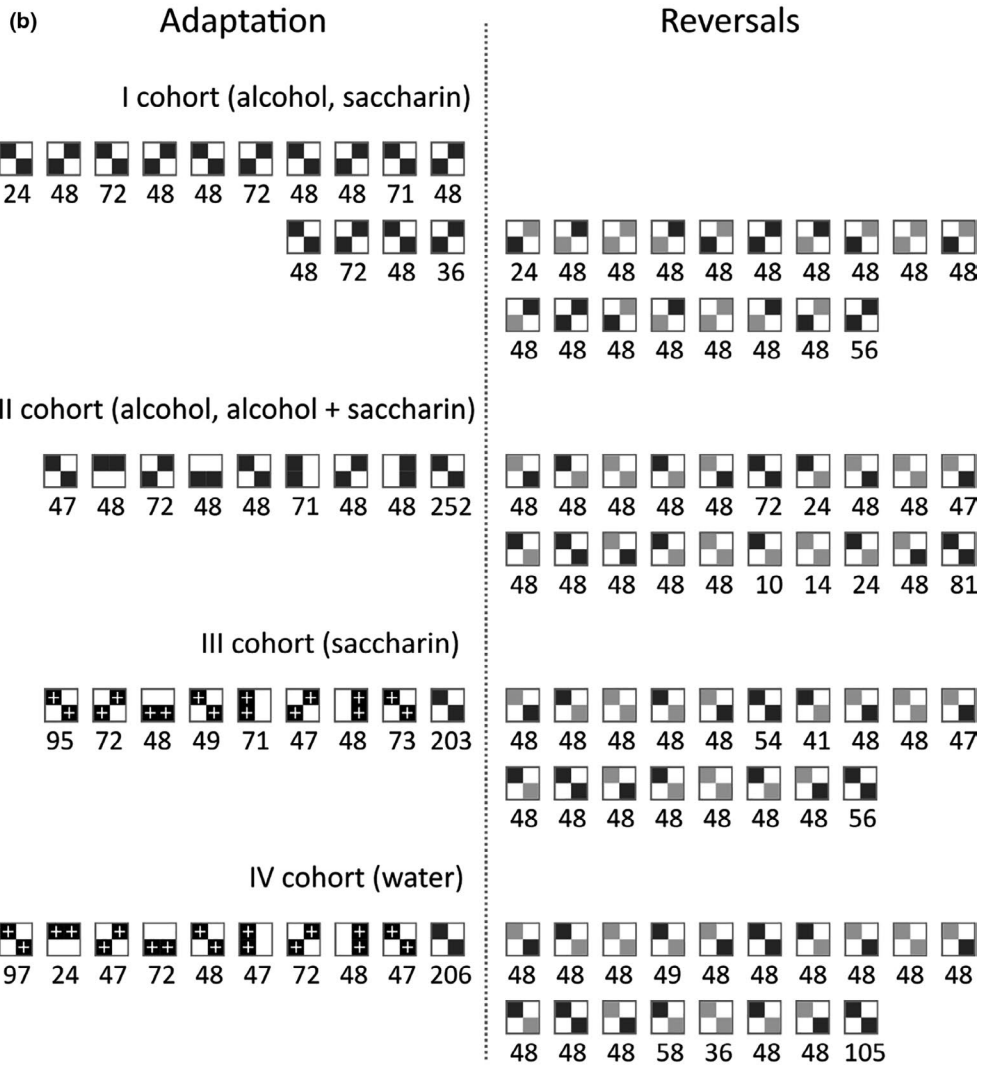 (b) Adaptation Reversals
I cohort (alcohol, saccharin)
24 48 72 48 48 72 48 48 71 48
48 72 48 36 24 48 48 48 48 48 48 48 48 48
48 48 48 48 48 48 48 56
II cohort (alcohol, alcohol + saccharin)
47 48 72 48 48 71 48 48 252 48 48 48 48 48 72 24 48 48 47
48 48 48 48 48 10 14 24 48 81
III cohort (saccharin)
95 72 48 49 71 47 48 73 203 48 48 48 48 48 54 41 48 48 47
48 48 48 48 48 48 48 56
IV cohort (water)
97 24 47 72 48 47 72 48 47 206 48 48 48 49 48 48 48 48 48 48
48 48 48 58 36 48 48 105